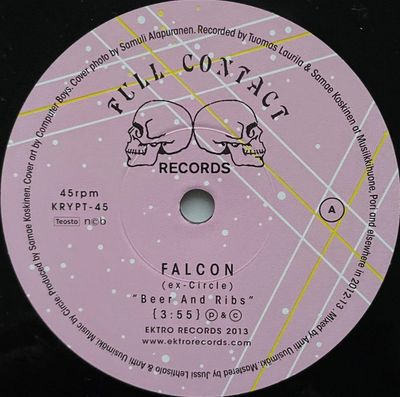 FULL CONTACT
RECORDS
45rpm
KRYPT-45
Teosto ncb
A
FALCON
(ex-Circle)
"Beer And Ribs"
{3:55} Ⓟ & ©
EKTRO RECORDS 2013
www.ektrorecords.com
Music by Circle. Produced by Samae Koskinen. Cover art by Computer Boys. Cover photo by Samuli Alapuranen. Recorded by Tuomas Laurila & Samae Koskinen at Musiikkihuone, Pori and elsewhere in 2012-13. Mixed by Antti Uusimäki. Mastered by Jussi Lehtisalo & Antti Uusimäki.